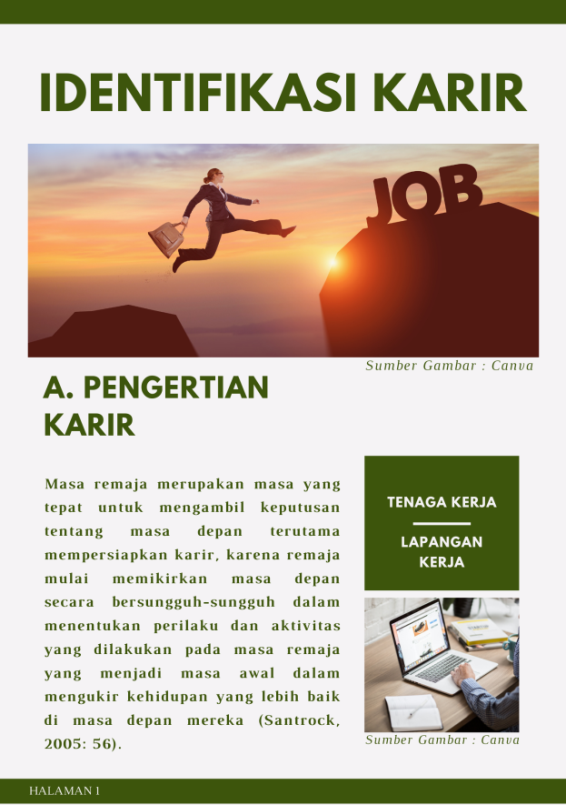 IDENTIFIKASI KARIR
JOB
Sumber Gambar : Canva
A. PENGERTIAN
KARIR
Masa remaja merupakan masa yang
tepat untuk mengambil keputusan
tentang masa depan terutama
mempersiapkan karir, karena remaja
mulai memikirkan masa depan
secara bersungguh-sungguh dalam
menentukan perilaku dan aktivitas
yang dilakukan pada masa remaja
yang menjadi masa awal dalam
mengukir kehidupan yang lebih baik
di masa depan mereka (Santrock,
2005: 56).
TENAGA KERJA
LAPANGAN
KERJA
Sumber Gambar : Canva
HALAMAN 1